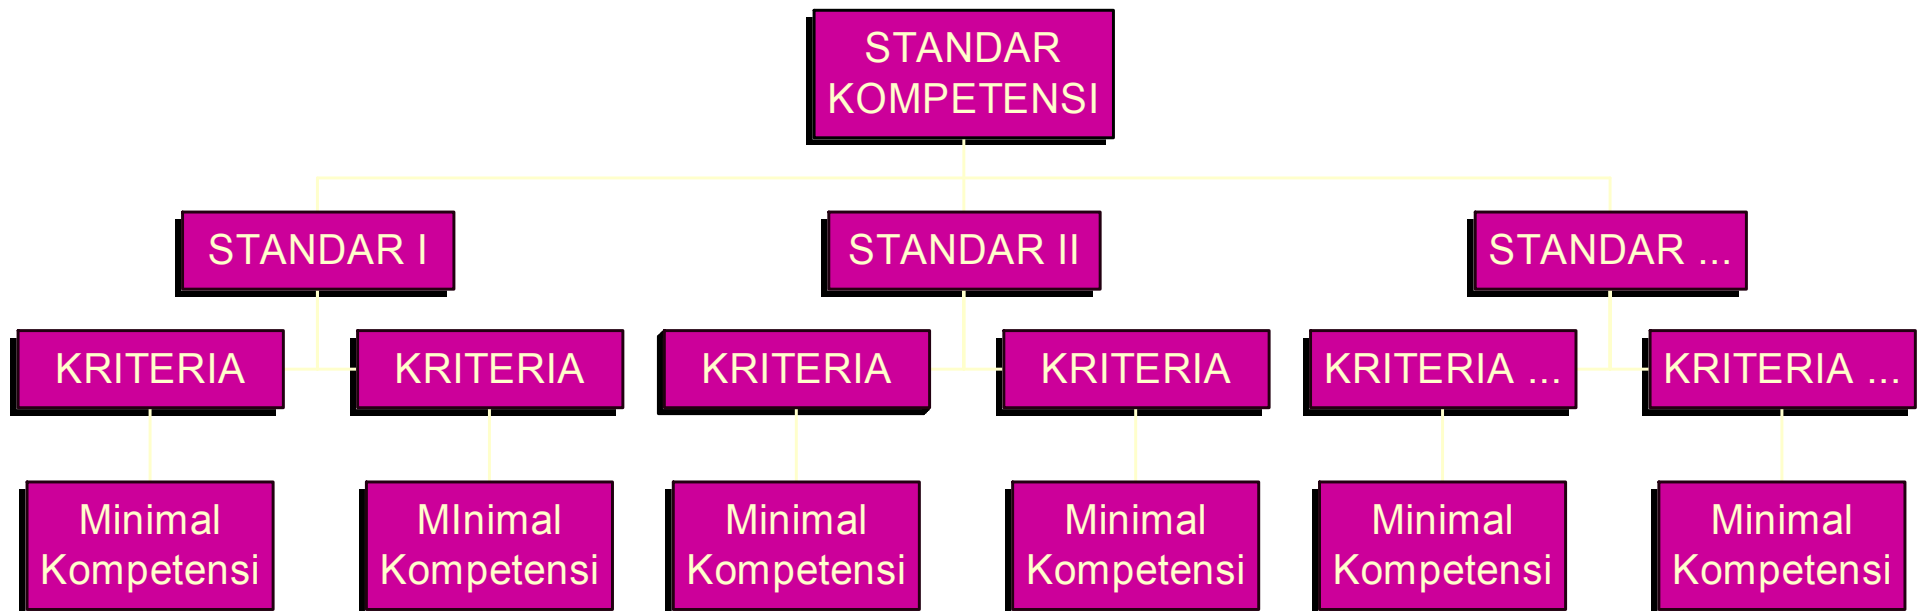 STANDAR
KOMPETENSI
STANDAR I
STANDAR II
STANDAR ...
KRITERIA
KRITERIA
KRITERIA
KRITERIA
KRITERIA ...
KRITERIA ...
Minimal
Kompetensi
MInimal
Kompetensi
Minimal
Kompetensi
Minimal
Kompetensi
Minimal
Kompetensi
Minimal
Kompetensi